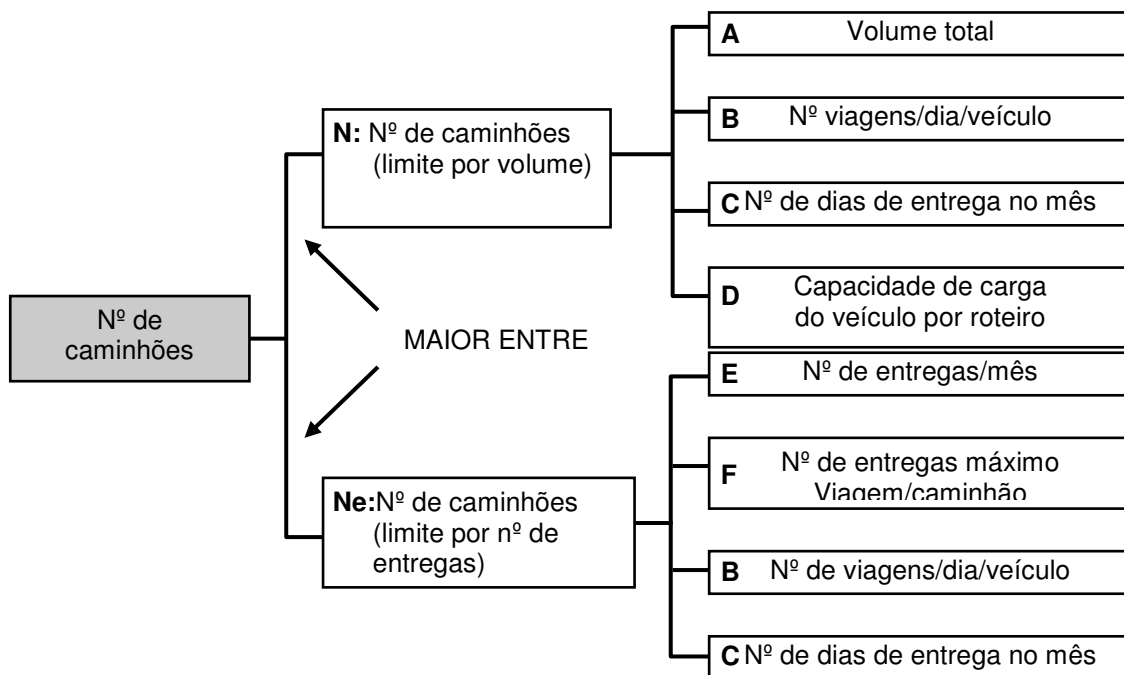 A Volume total
B Nº viagens/dia/veículo
N: Nº de caminhões
(limite por volume)
C Nº de dias de entrega no mês
D Capacidade de carga
do veículo por roteiro
Nº de
caminhões
MAIOR ENTRE
E Nº de entregas/mês
F Nº de entregas máximo
Viagem/caminhão
Ne:Nº de caminhões
(limite por nº de
entregas)
B Nº de viagens/dia/veículo
C Nº de dias de entrega no mês